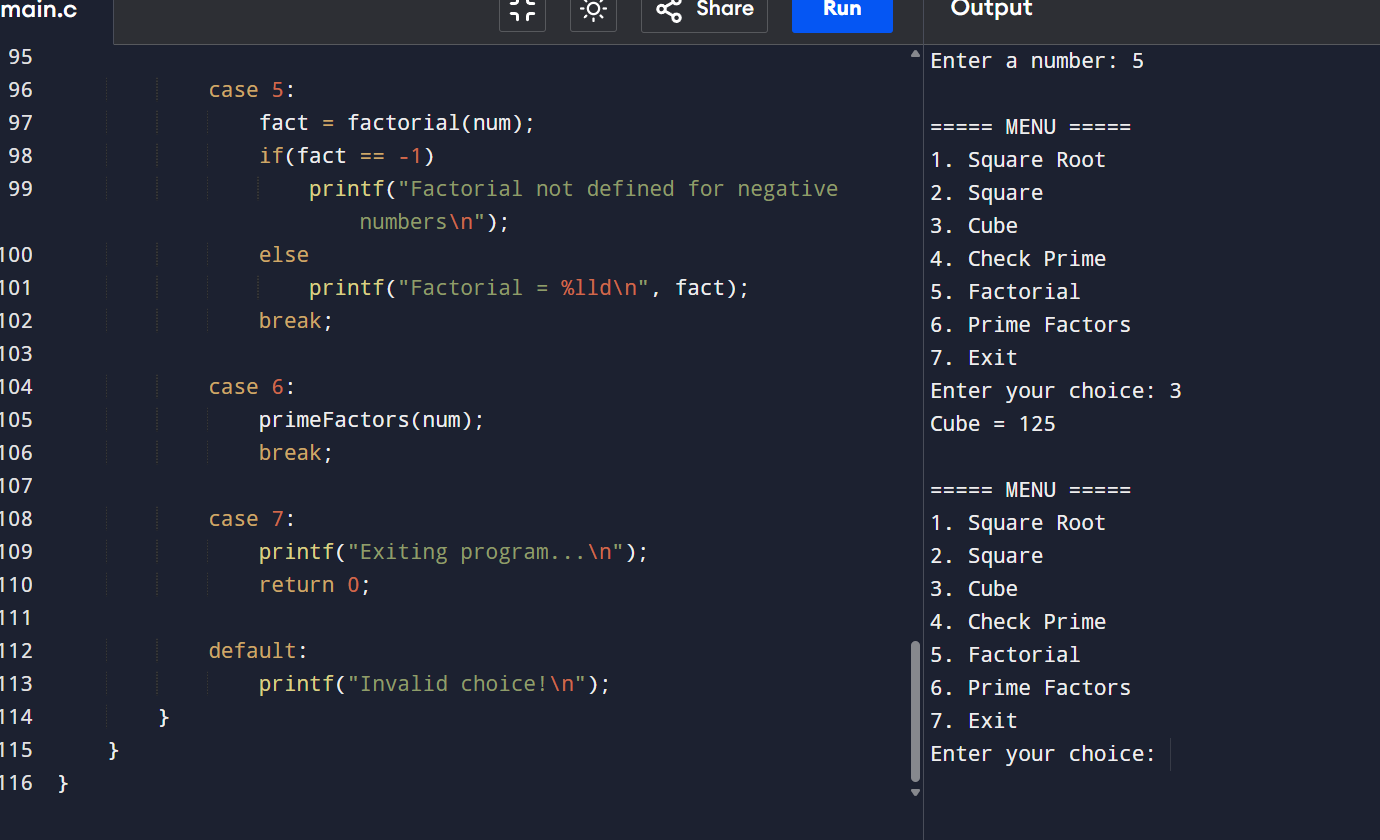 main.c
Share
Run
Output
95
96 case 5:
97 fact = factorial(num);
98 if(fact == -1)
99 printf("Factorial not defined for negative
numbers\n");
100 else
101 printf("Factorial = %lld\n", fact);
102 break;
103
104 case 6:
105 primeFactors(num);
106 break;
107
108 case 7:
109 printf("Exiting program...\n");
110 return 0;
111
112 default:
113 printf("Invalid choice!\n");
114 }
115 }
116 }
Enter a number: 5
===== MENU =====
1. Square Root
2. Square
3. Cube
4. Check Prime
5. Factorial
6. Prime Factors
7. Exit
Enter your choice: 3
Cube = 125
===== MENU =====
1. Square Root
2. Square
3. Cube
4. Check Prime
5. Factorial
6. Prime Factors
7. Exit
Enter your choice: